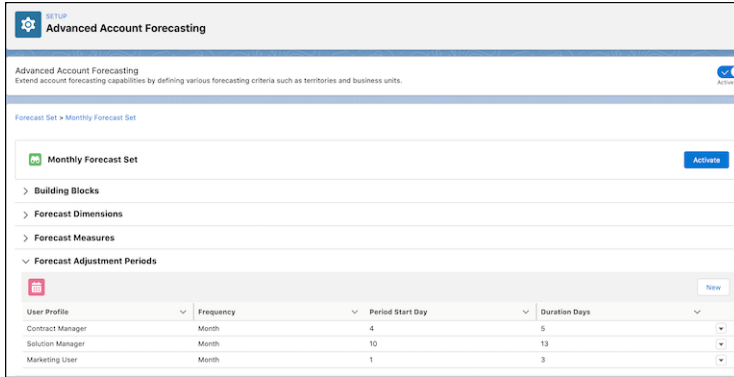 SETUP
Advanced Account Forecasting
Advanced Account Forecasting
Extend account forecasting capabilities by defining various forecasting criteria such as territories and business units.
Active
Forecast Set > Monthly Forecast Set
Monthly Forecast Set
Activate
Building Blocks
Forecast Dimensions
Forecast Measures
Forecast Adjustment Periods
New
User Profile Frequency Period Start Day Duration Days
Contract Manager Month 4 5
Solution Manager Month 10 13
Marketing User Month 1 3